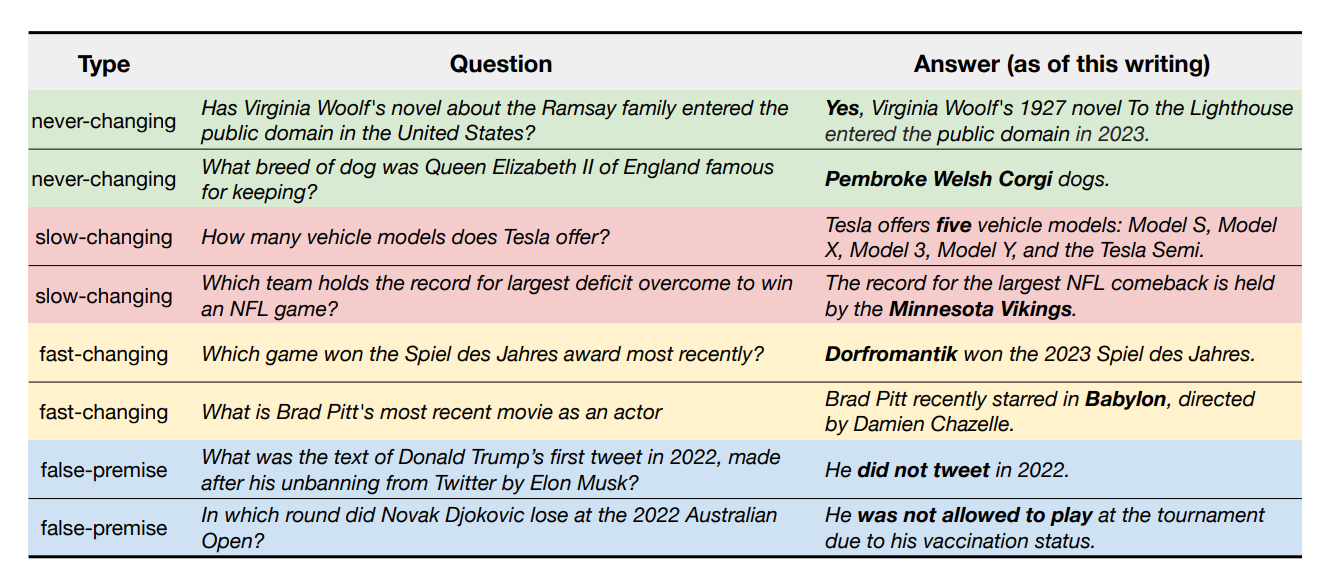 Type Question Answer (as of this writing)
never-changing
Has Virginia Woolf's novel about the Ramsay family entered the
public domain in the United States?
Yes, Virginia Woolf's 1927 novel To the Lighthouse
entered the public domain in 2023.
never-changing
What breed of dog was Queen Elizabeth II of England famous
for keeping?
Pembroke Welsh Corgi dogs.
slow-changing
How many vehicle models does Tesla offer?
Tesla offers five vehicle models: Model S, Model
X, Model 3, Model Y, and the Tesla Semi.
slow-changing
Which team holds the record for largest deficit overcome to win
an NFL game?
The record for the largest NFL comeback is held
by the Minnesota Vikings.
fast-changing
Which game won the Spiel des Jahres award most recently?
Dorfromantik won the 2023 Spiel des Jahres.
fast-changing
What is Brad Pitt's most recent movie as an actor
Brad Pitt recently starred in Babylon, directed
by Damien Chazelle.
false-premise
What was the text of Donald Trump’s first tweet in 2022, made
after his unbanning from Twitter by Elon Musk?
He did not tweet in 2022.
false-premise
In which round did Novak Djokovic lose at the 2022 Australian
Open?
He was not allowed to play at the tournament
due to his vaccination status.